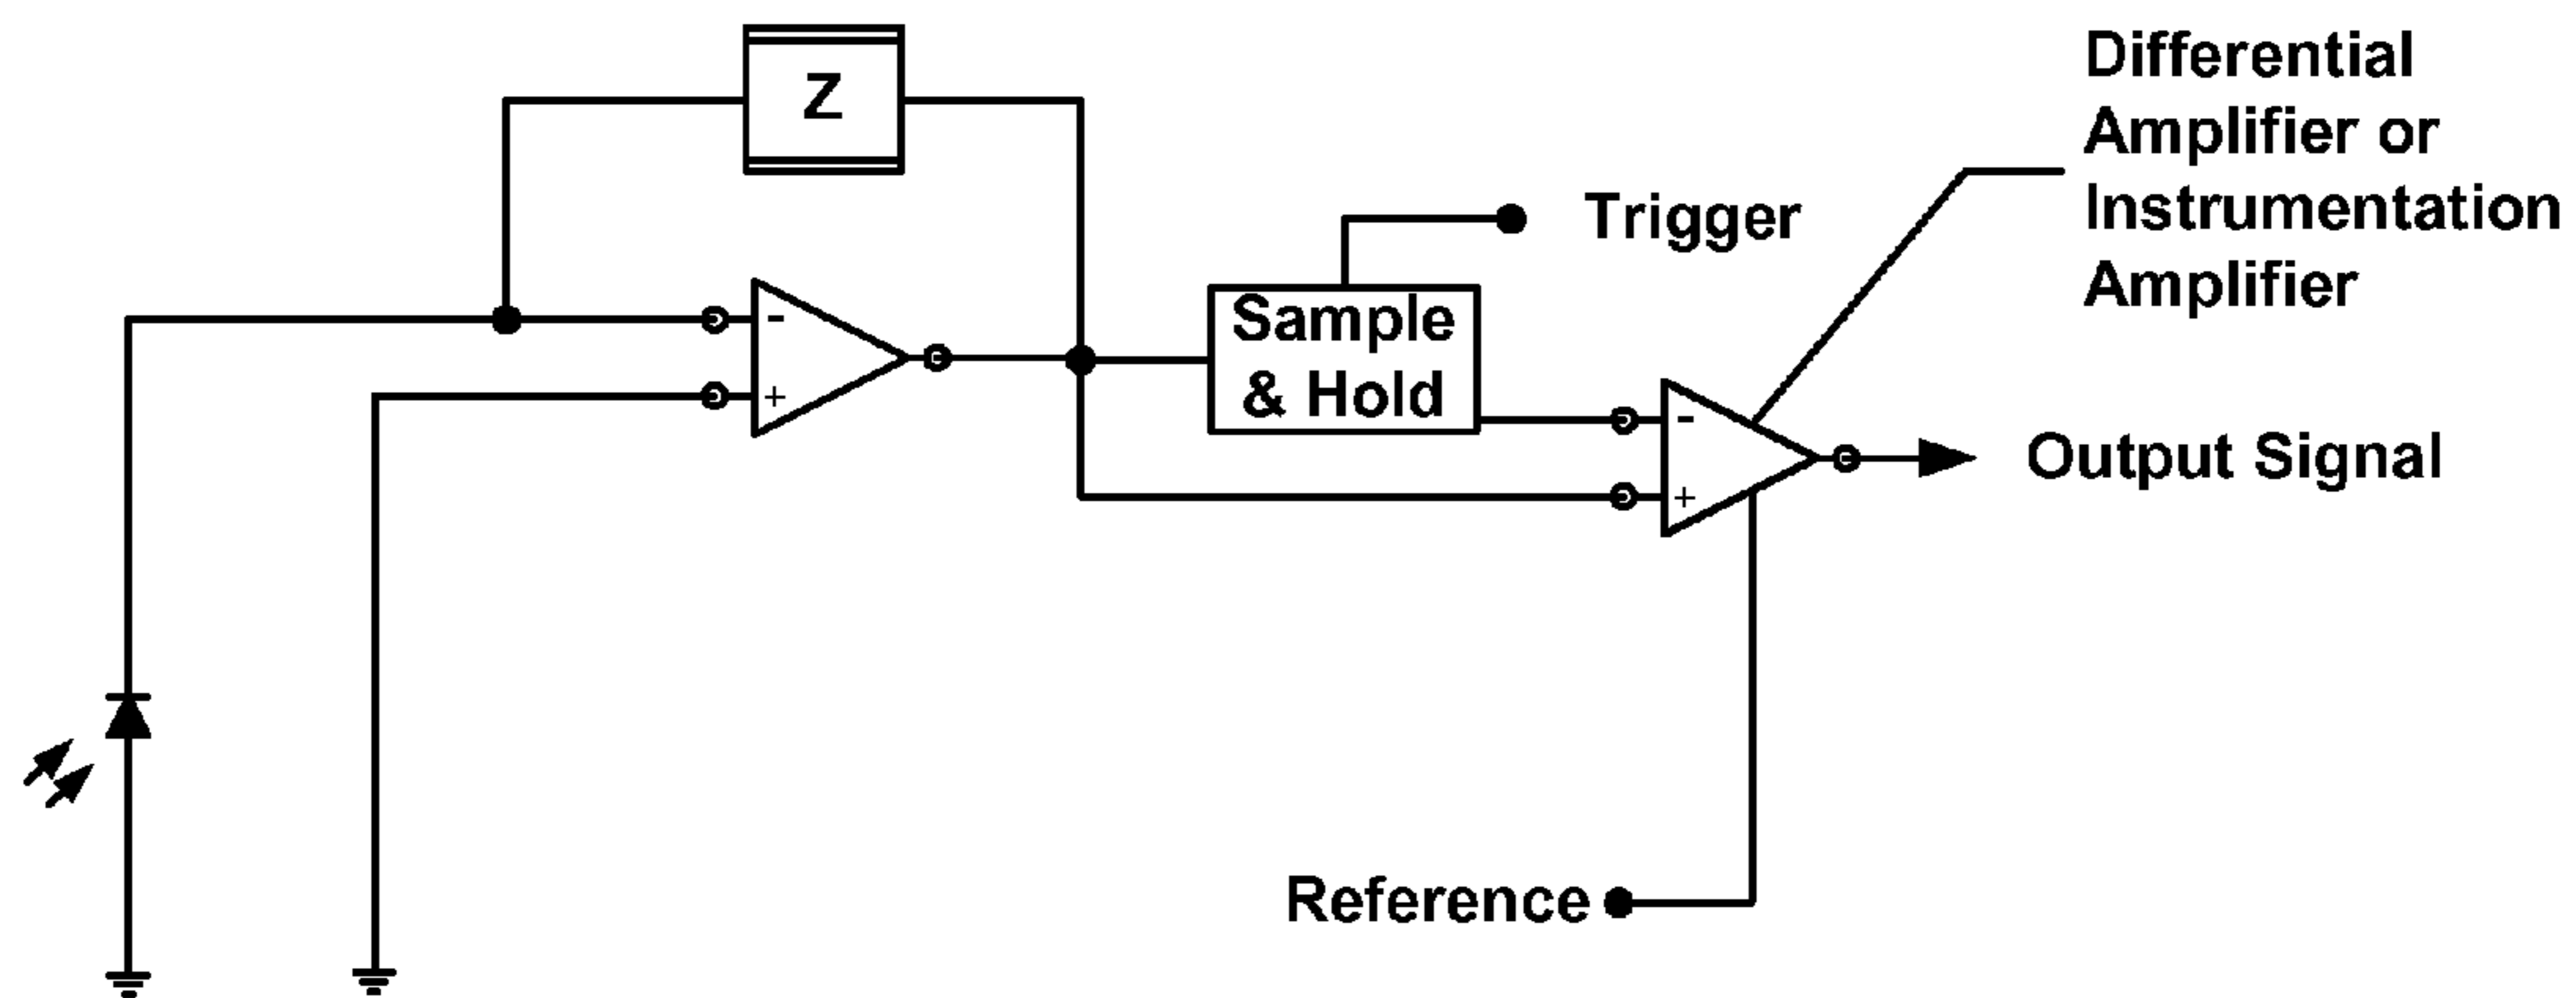 Z
Differential
Amplifier or
Instrumentation
Amplifier
Trigger
Sample
& Hold
-
+
-
+
Output Signal
Reference